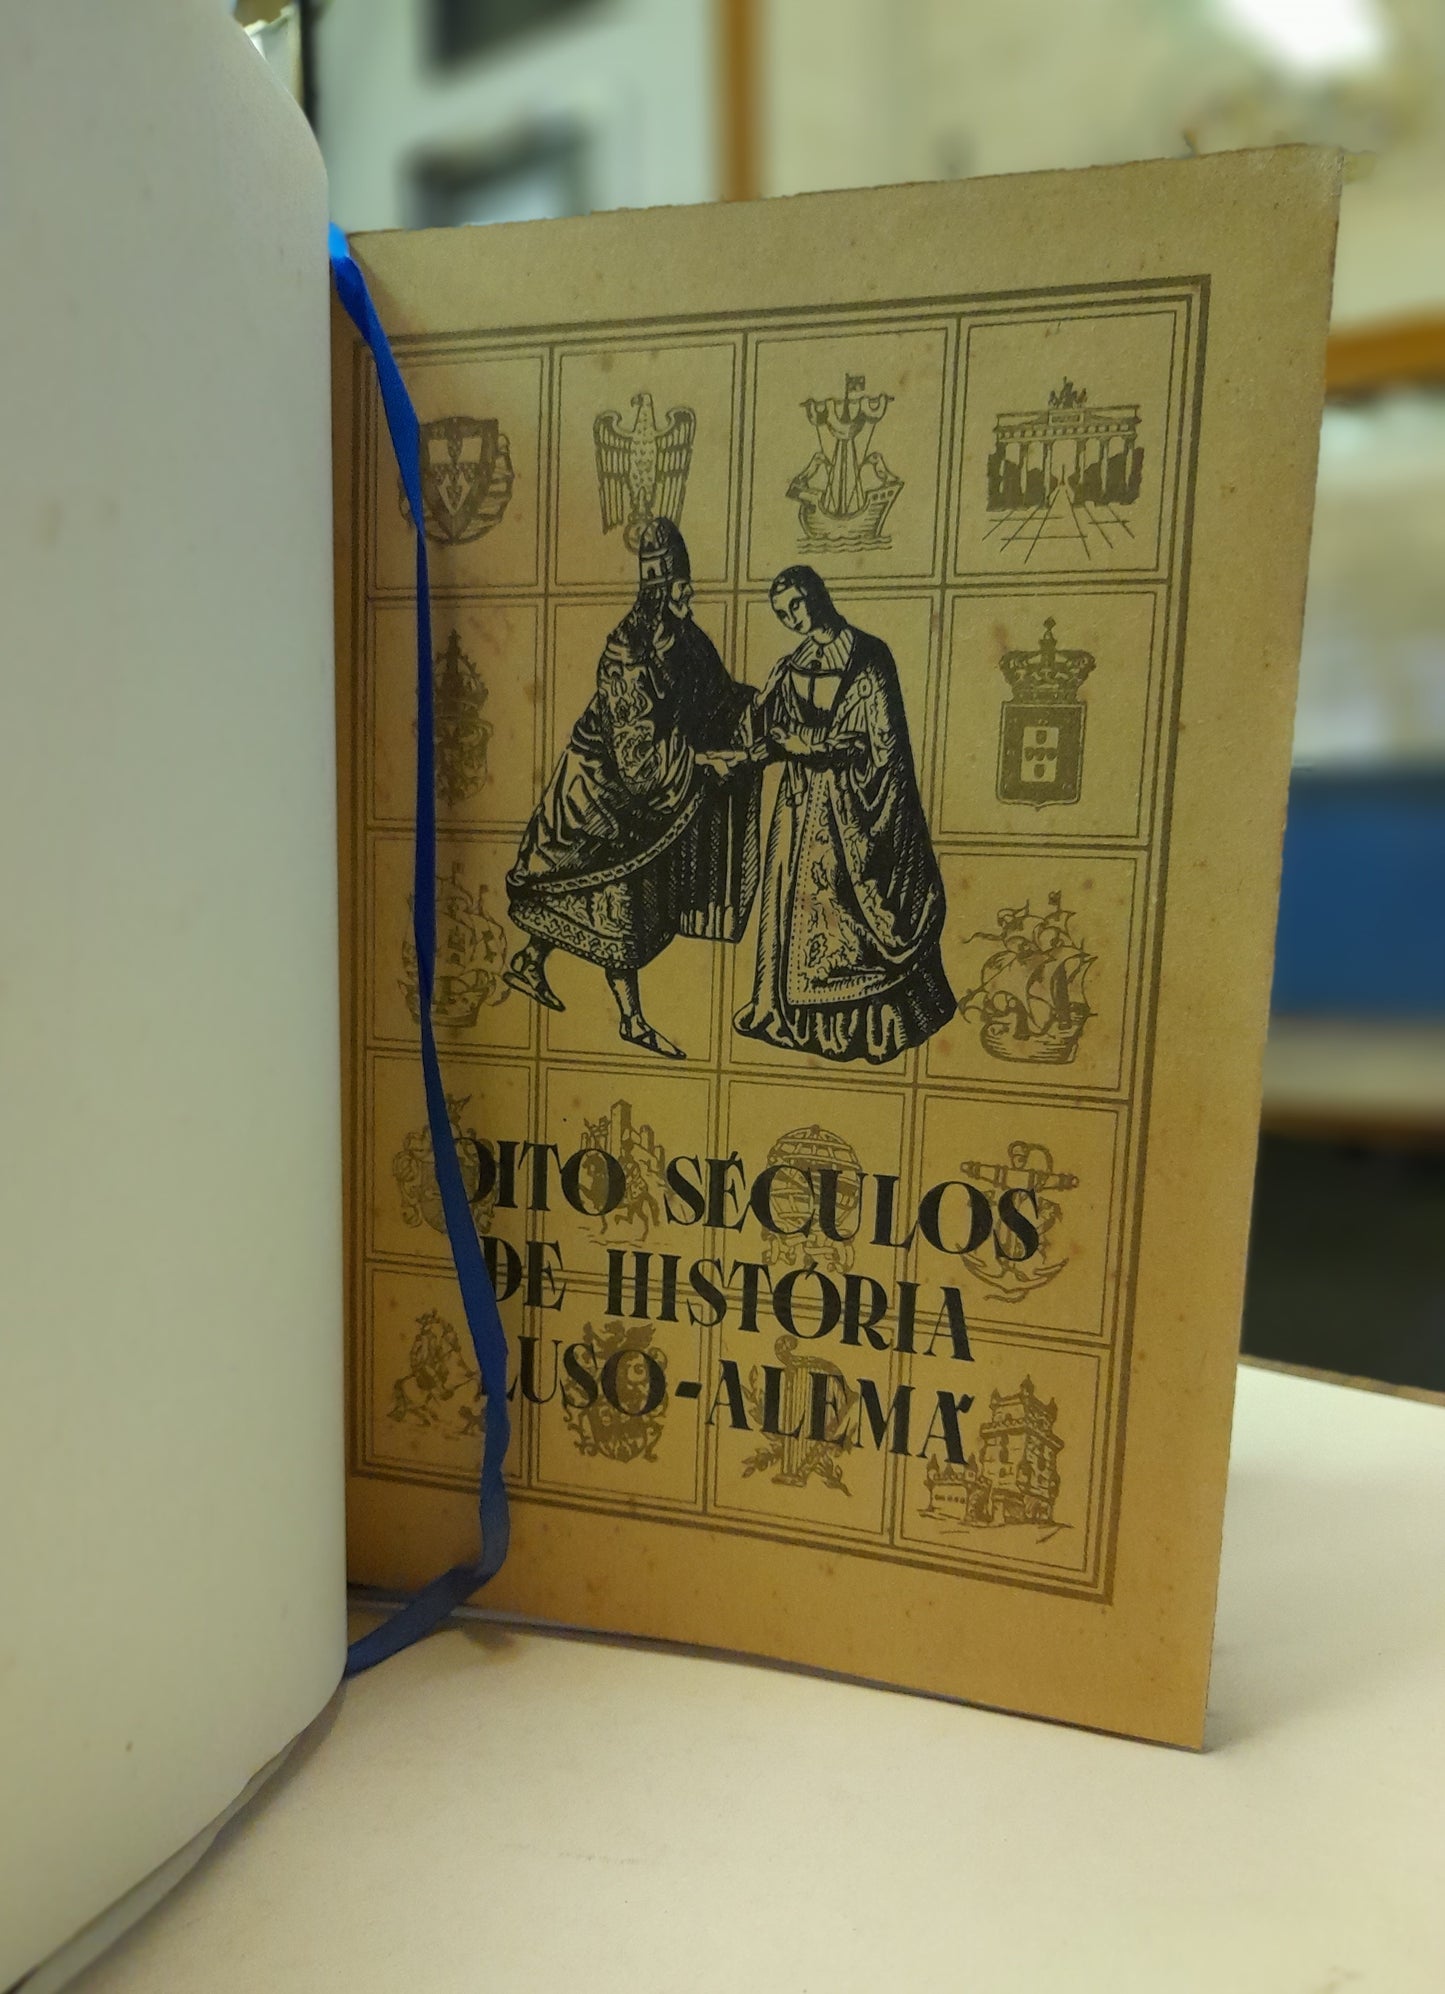 OITO SÉCULOS
DE HISTÓRIA
LUSO-ALEMÃ